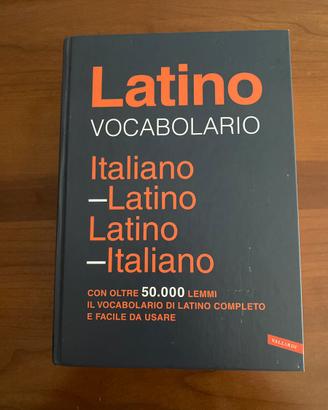 Latino
VOCABOLARIO
Italiano
–Latino
Latino
–Italiano
CON OLTRE 50.000 LEMMI
IL VOCABOLARIO DI LATINO COMPLETO
E FACILE DA USARE
VALLARDI